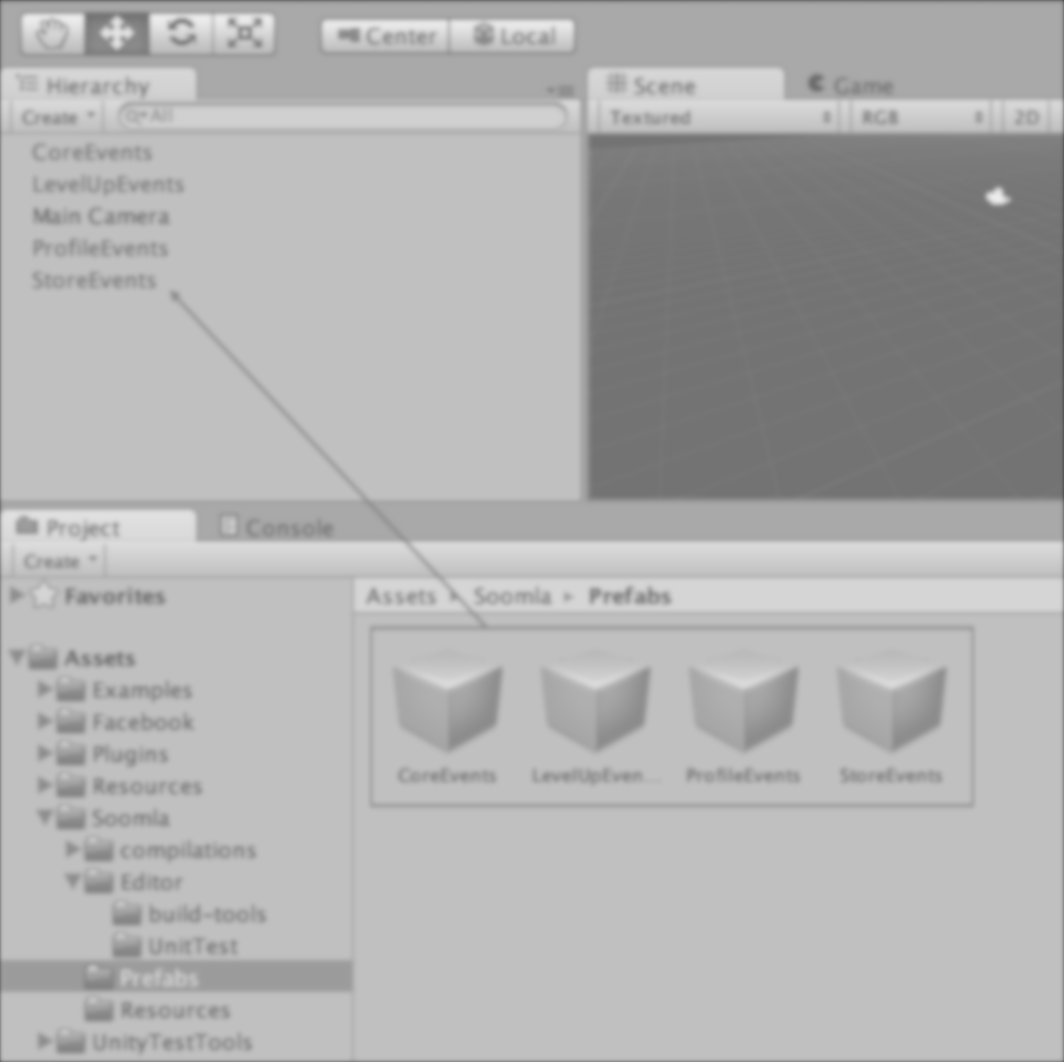 Center Local
Hierarchy
Create All
CoreEvents
LevelUpEvents
Main Camera
ProfileEvents
StoreEvents
Scene Game
Textured RGB 2D
Project Console
Create
Favorites
Assets
Examples
Facebook
Plugins
Resources
Soomla
compilations
Editor
build-tools
UnitTest
Prefabs
Resources
UnityTestTools
Assets Soomla Prefabs
CoreEvents LevelUpEven... ProfileEvents StoreEvents